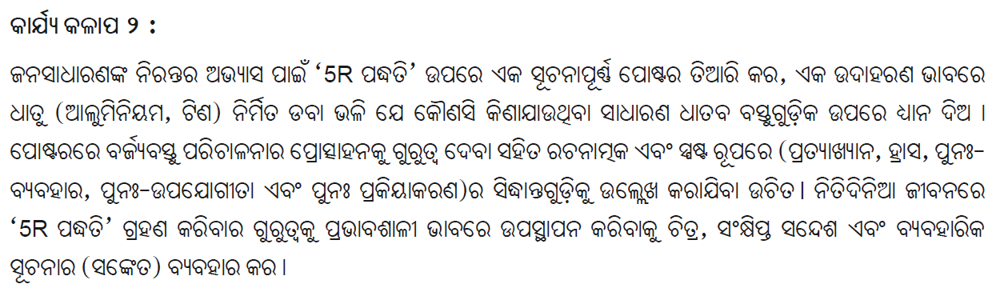 କାର୍ଯ୍ୟ କଳାପ ୨ :
ଜନସାଧାରଣଙ୍କ ନିରନ୍ତର ଅଭ୍ୟାସ ପାଇଁ ‘5R ପଦ୍ଧତି’ ଉପରେ ଏକ ସୂଚନାପୂର୍ଣ୍ଣ ପୋଷ୍ଟର ତିଆରି କର, ଏକ ଉଦାହରଣ ଭାବରେ
ଧାତୁ (ଆଲୁମିନିୟମ, ଟିଣ) ନିର୍ମିତ ଡବା ଭଳି ଯେ କୌଣସି କିଣାଯାଉଥିବା ସାଧାରଣ ଧାତବ ବସ୍ତୁଗୁଡ଼ିକ ଉପରେ ଧ୍ୟାନ ଦିଅ ।
ପୋଷ୍ଟରରେ ବର୍ଜ୍ୟବସ୍ତୁ ପରିଚାଳନାର ପ୍ରୋତ୍ସାହନକୁ ଗୁରୁତ୍ୱ ଦେବା ସହିତ ରଚନାତ୍ମକ ଏବଂ ସ୍ତ୍ରଷ୍ଟ ରୂପରେ (ପ୍ରତ୍ୟାଖ୍ୟାନ, ହ୍ରାସ, ପୁନଃ-
ବ୍ୟବହାର, ପୁନଃ-ଉପଯୋଗୀତା ଏବଂ ପୁନଃ ପ୍ରକିୟାକରଣ)ର ସିଦ୍ଧାନ୍ତଗୁଡ଼ିକୁ ଉଲ୍ଲେଖ କରାଯିବା ଉଚିତ। ନିତିଦିନିଆ ଜୀବନରେ
‘5R ପଦ୍ଧତି’ ଗ୍ରହଣ କରିବାର ଗୁରୁତ୍ୱକୁ ପ୍ରଭାବଶାଳୀ ଭାବରେ ଉପସ୍ଥାପନ କରିବାକୁ ଚିତ୍ର, ସଂକ୍ଷିପ୍ତ ସନ୍ଦେଶ ଏବଂ ବ୍ୟବହାରିକ
ସୂଚନାର (ସଙ୍କେତ) ବ୍ୟବହାର କର।